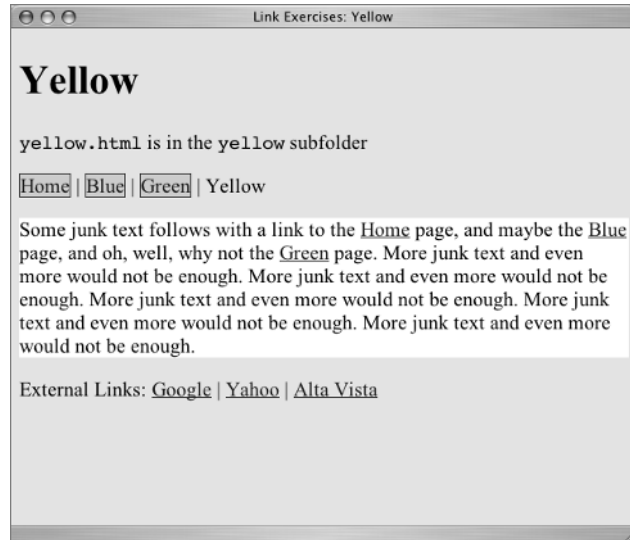 Link Exercises: Yellow
Yellow
yellow.html is in the yellow subfolder
Home | Blue | Green | Yellow
Some junk text follows with a link to the Home page, and maybe the Blue
page, and oh, well, why not the Green page. More junk text and even
more would not be enough. More junk text and even more would not be
enough. More junk text and even more would not be enough. More junk
text and even more would not be enough. More junk text and even more
would not be enough.
External Links: Google | Yahoo | Alta Vista